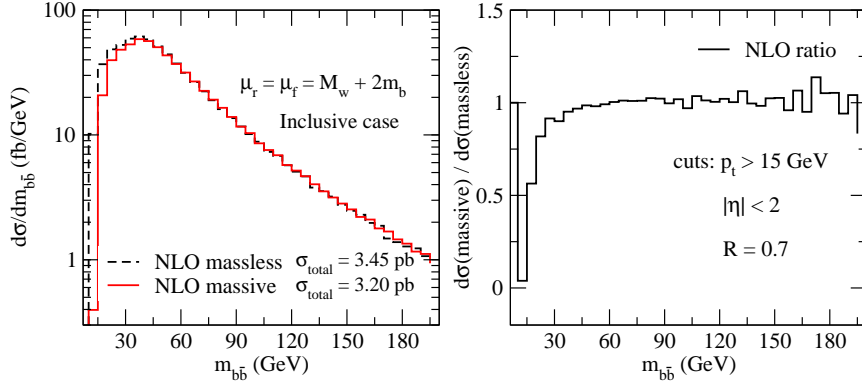 100
10
1
dσ/dm_{bb̄} (fb/GeV)
μ_r = μ_f = M_w + 2m_b
Inclusive case
NLO massless σ_total = 3.45 pb
NLO massive σ_total = 3.20 pb
30 60 90 120 150 180
m_{bb̄} (GeV)
1.5
1
0.5
0
dσ(massive) / dσ(massless)
NLO ratio
cuts: p_t > 15 GeV
|η| < 2
R = 0.7
30 60 90 120 150 180
m_{bb̄} (GeV)